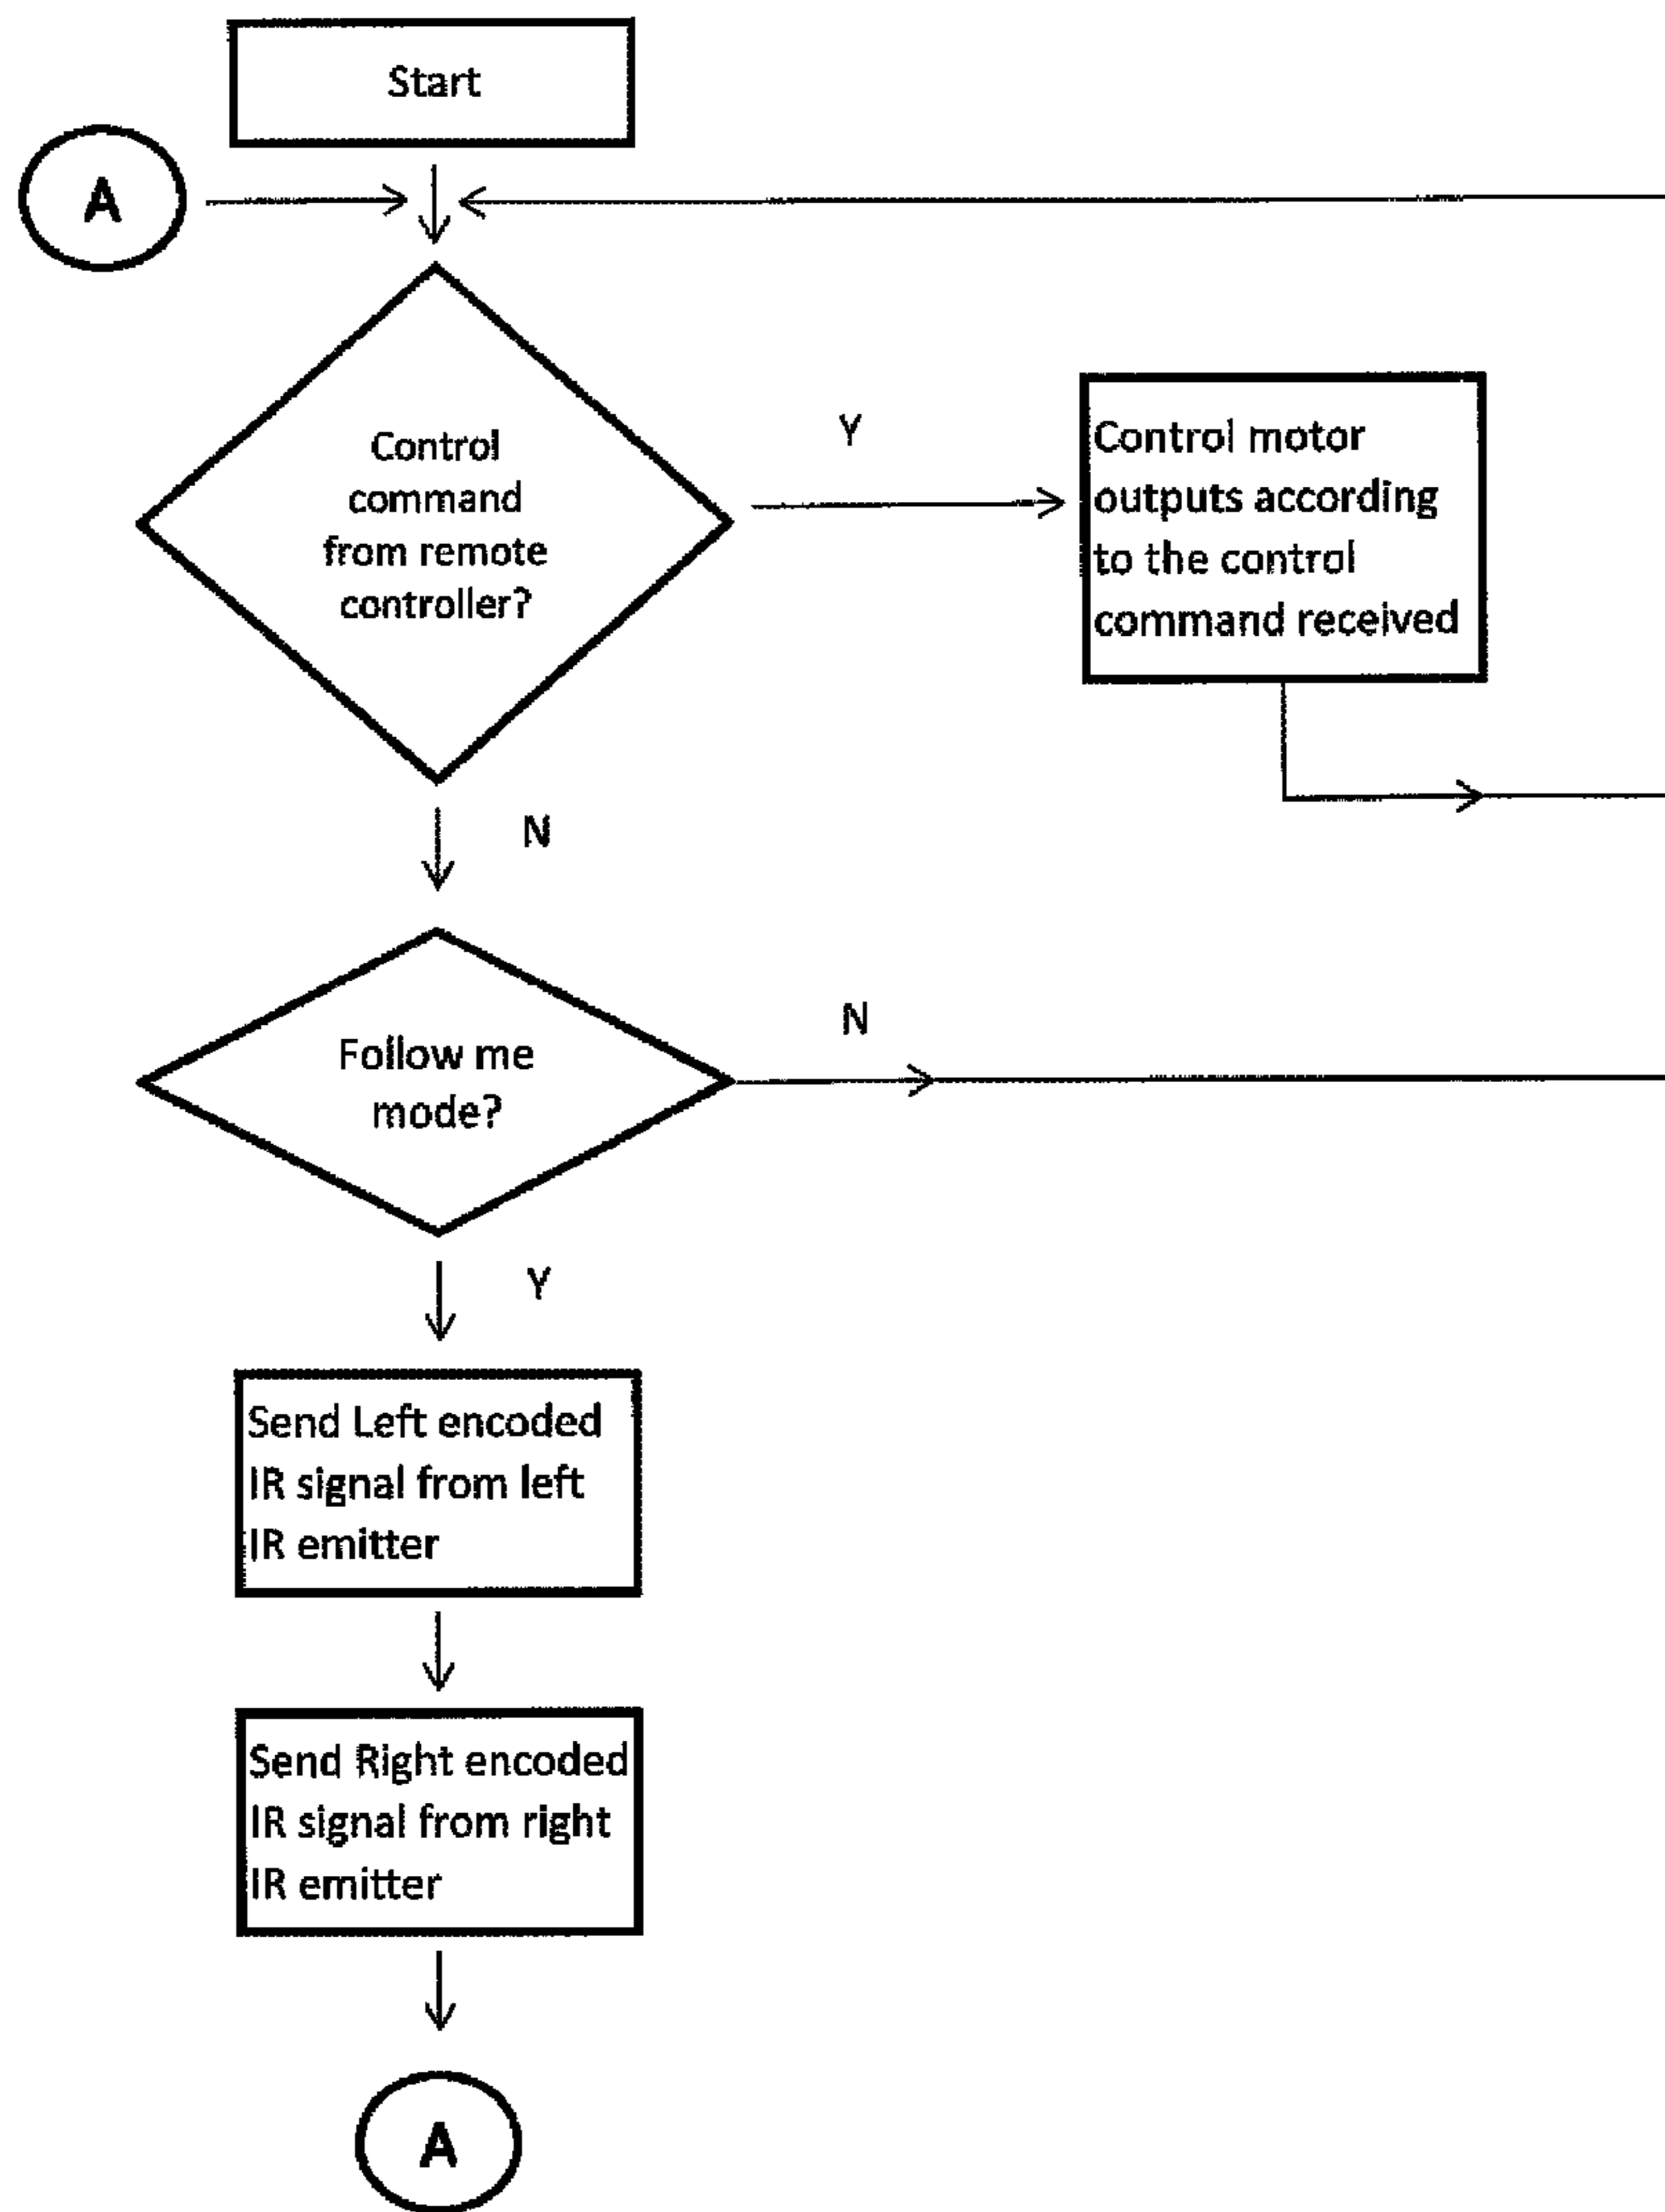 Start
A
Control
command
from remote
controller?
Y
Control motor
outputs according
to the control
command received
N
Follow me
mode?
N
Y
Send Left encoded
IR signal from left
IR emitter
Send Right encoded
IR signal from right
IR emitter
A